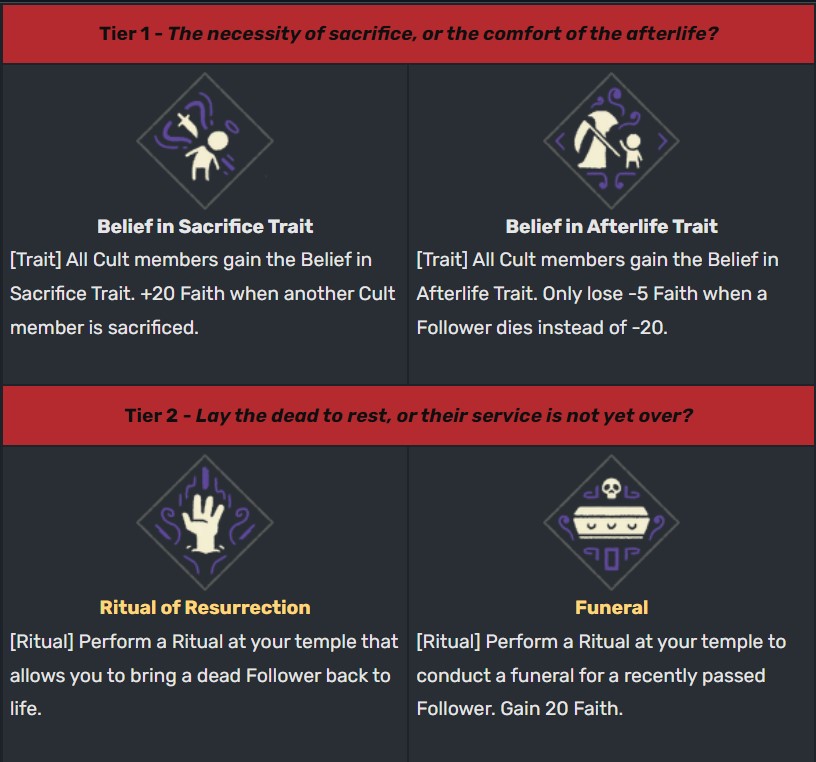 Tier 1 - The necessity of sacrifice, or the comfort of the afterlife?
Belief in Sacrifice Trait
[Trait] All Cult members gain the Belief in
Sacrifice Trait. +20 Faith when another Cult
member is sacrificed.
Belief in Afterlife Trait
[Trait] All Cult members gain the Belief in
Afterlife Trait. Only lose -5 Faith when a
Follower dies instead of -20.
Tier 2 - Lay the dead to rest, or their service is not yet over?
Ritual of Resurrection
[Ritual] Perform a Ritual at your temple that
allows you to bring a dead Follower back to
life.
Funeral
[Ritual] Perform a Ritual at your temple to
conduct a funeral for a recently passed
Follower. Gain 20 Faith.